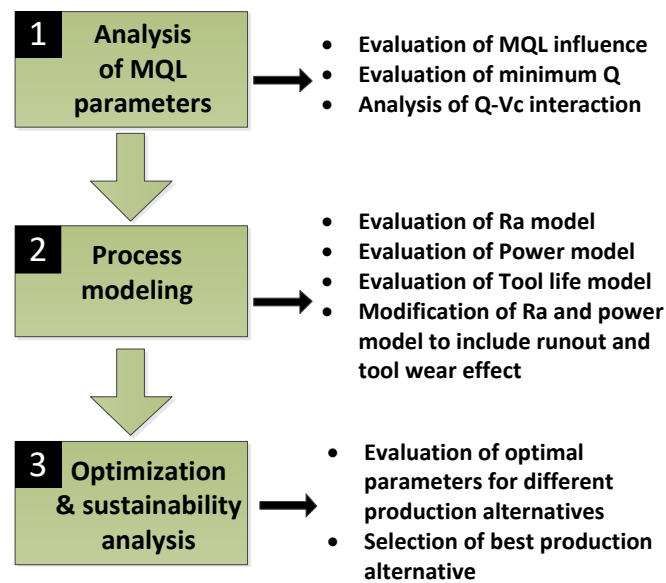 1
Analysis
of MQL
parameters
• Evaluation of MQL influence
• Evaluation of minimum Q
• Analysis of Q-Vc interaction
2
Process
modeling
• Evaluation of Ra model
• Evaluation of Power model
• Evaluation of Tool life model
• Modification of Ra and power
model to include runout and
tool wear effect
3
Optimization
& sustainability
analysis
• Evaluation of optimal
parameters for different
production alternatives
• Selection of best production
alternative